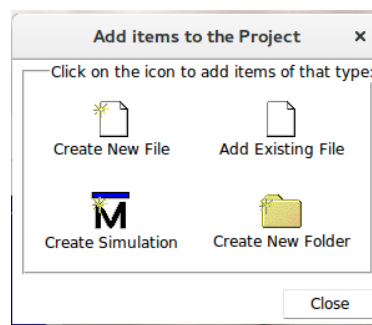 Add items to the Project ×
Click on the icon to add items of that type:
Create New File
Add Existing File
Create Simulation
Create New Folder
Close